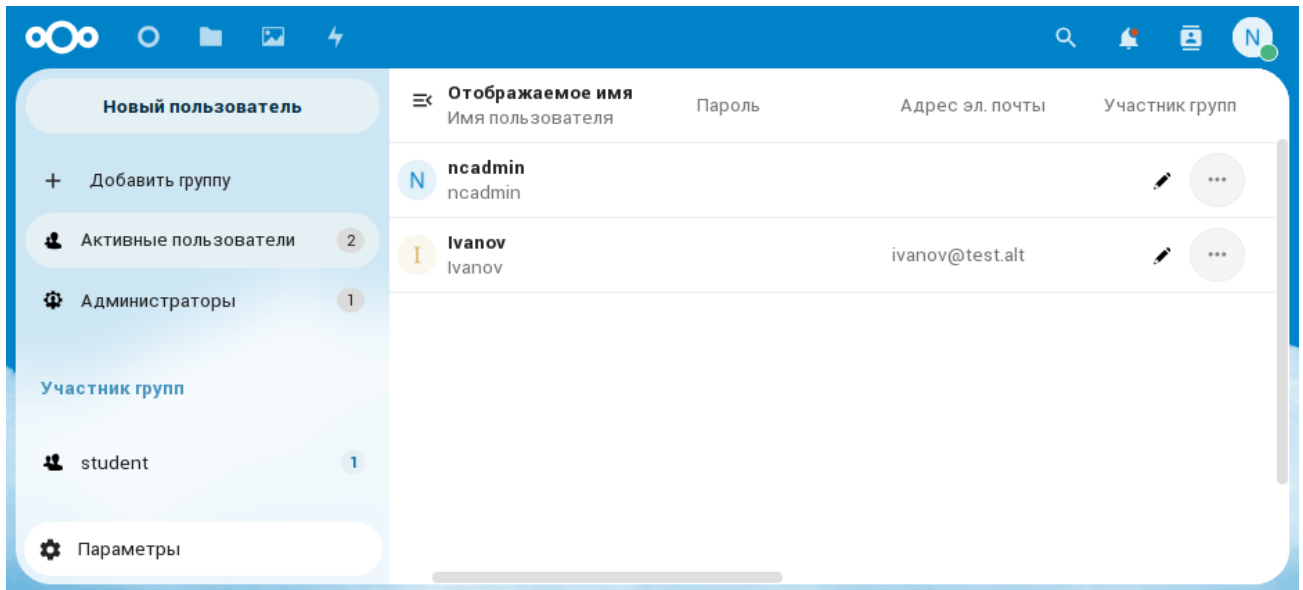 N
Новый пользователь
Добавить группу
Активные пользователи 2
Администраторы 1
Участник групп
student 1
Параметры
Отображаемое имя
Имя пользователя
Пароль
Адрес эл. почты
Участник групп
N
ncadmin
ncadmin
I
Ivanov
Ivanov
ivanov@test.alt